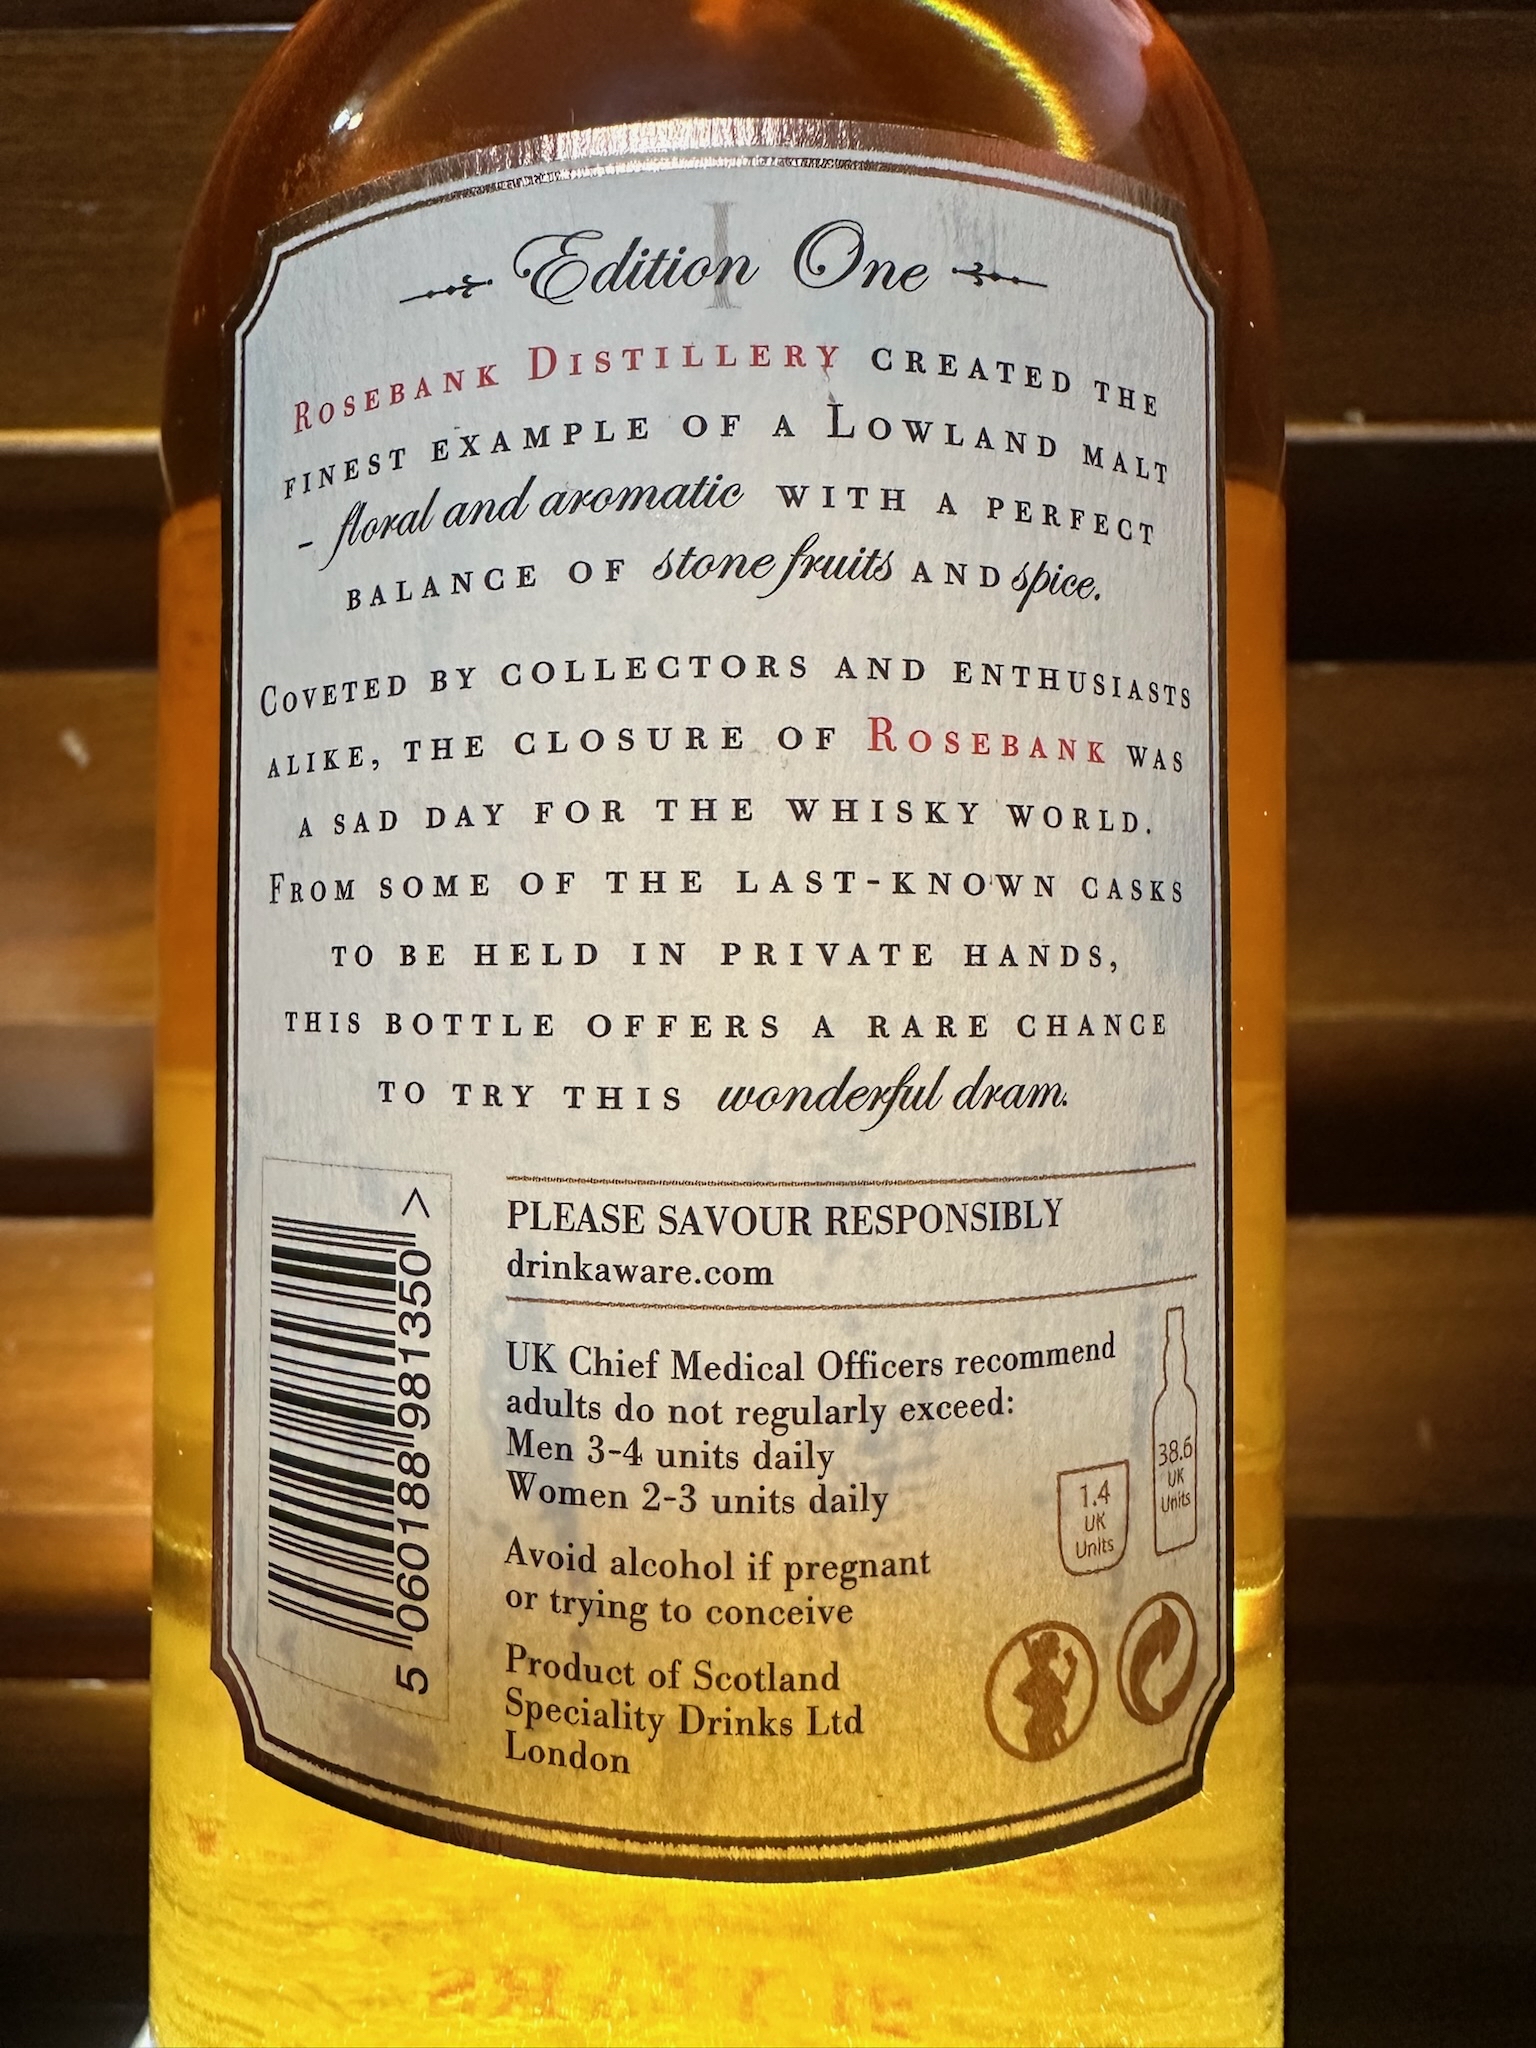 I
Edition One
Rosebank Distillery created the
finest example of a Lowland malt
- floral and aromatic with a perfect
balance of stone fruits and spice.
Coveted by collectors and enthusiasts
alike, the closure of Rosebank was
a sad day for the whisky world.
From some of the last-known casks
to be held in private hands,
this bottle offers a rare chance
to try this wonderful dram.
5 060188 981350 >
PLEASE SAVOUR RESPONSIBLY
drinkaware.com
UK Chief Medical Officers recommend
adults do not regularly exceed:
Men 3-4 units daily
Women 2-3 units daily
1.4
UK
Units
38.6
UK
Units
Avoid alcohol if pregnant
or trying to conceive
Product of Scotland
Speciality Drinks Ltd
London